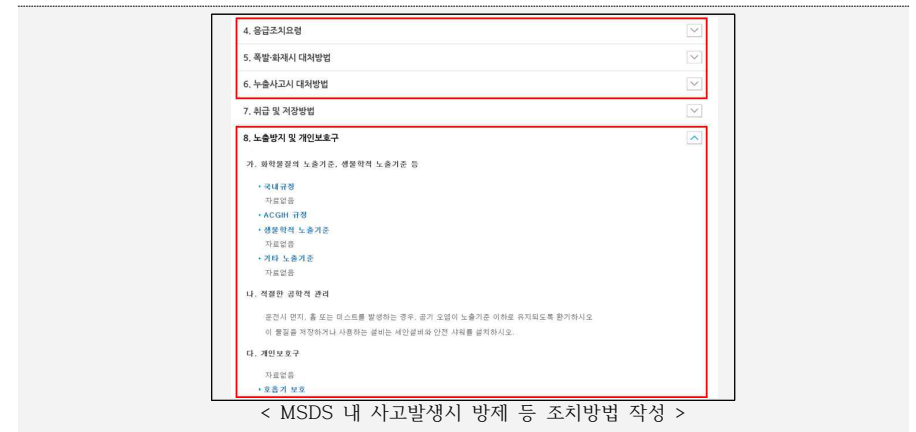 4. 응급조치요령
5. 폭발·화재시 대처방법
6. 누출사고시 대처방법
7. 취급 및 저장방법
8. 노출방지 및 개인보호구
가. 화학물질의 노출기준, 생물학적 노출기준 등
• 국내규정
자료없음
• ACGIH 규정
• 생물학적 노출기준
자료없음
• 기타 노출기준
자료없음
나. 적절한 공학적 관리
운전시 먼지, 흄 또는 미스트를 발생하는 경우, 공기 오염이 노출기준 이하로 유지되도록 환기하시오
이 물질을 저장하거나 사용하는 설비는 세안설비와 안전 샤워를 설치하시오.
다. 개인보호구
자료없음
• 호흡기 보호
< MSDS 내 사고발생시 방제 등 조치방법 작성 >